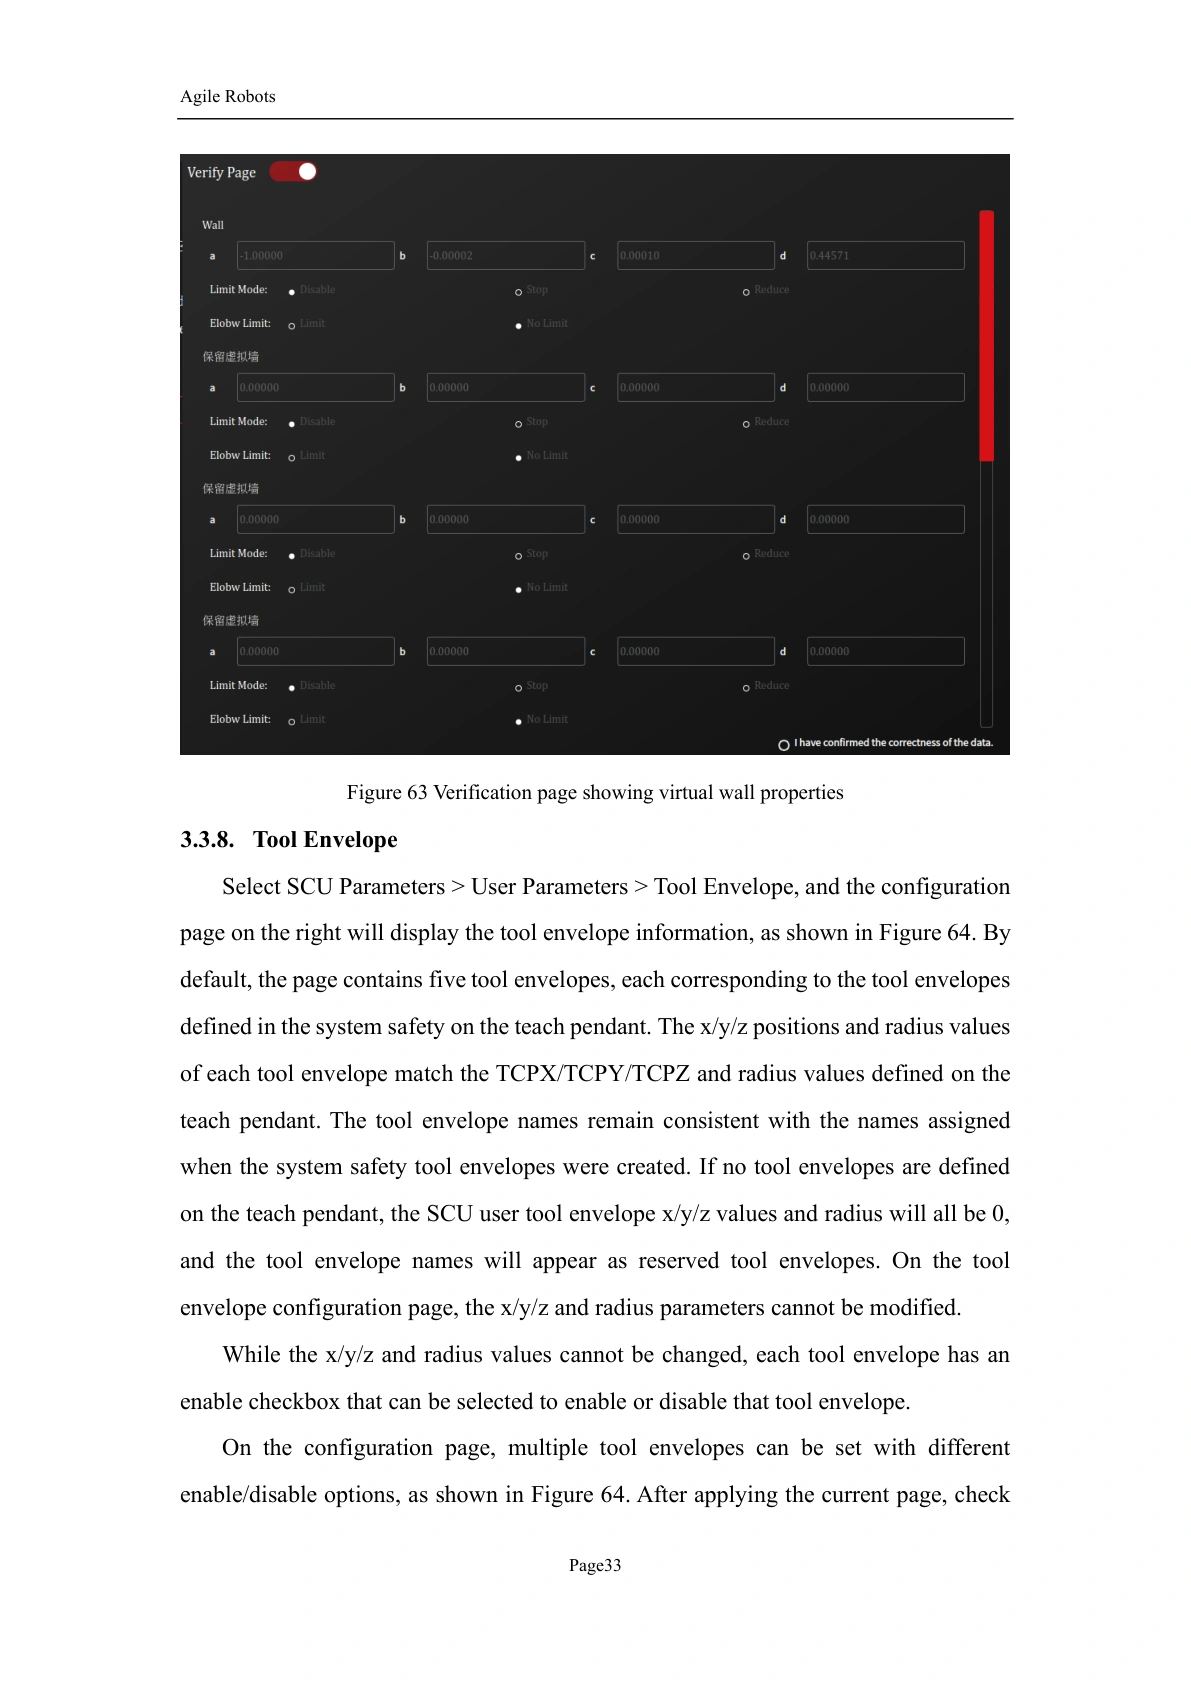 Agile Robots
Verify Page
Wall
a -1.00000 b -0.00002 c 0.00010 d 0.44571
Limit Mode: Disable Stop Reduce
Elobw Limit: Limit No Limit
保留虚拟墙
a 0.00000 b 0.00000 c 0.00000 d 0.00000
Limit Mode: Disable Stop Reduce
Elobw Limit: Limit No Limit
保留虚拟墙
a 0.00000 b 0.00000 c 0.00000 d 0.00000
Limit Mode: Disable Stop Reduce
Elobw Limit: Limit No Limit
保留虚拟墙
a 0.00000 b 0.00000 c 0.00000 d 0.00000
Limit Mode: Disable Stop Reduce
Elobw Limit: Limit No Limit
I have confirmed the correctness of the data.
Figure 63 Verification page showing virtual wall properties
3.3.8. Tool Envelope
Select SCU Parameters > User Parameters > Tool Envelope, and the configuration
page on the right will display the tool envelope information, as shown in Figure 64. By
default, the page contains five tool envelopes, each corresponding to the tool envelopes
defined in the system safety on the teach pendant. The x/y/z positions and radius values
of each tool envelope match the TCPX/TCPY/TCPZ and radius values defined on the
teach pendant. The tool envelope names remain consistent with the names assigned
when the system safety tool envelopes were created. If no tool envelopes are defined
on the teach pendant, the SCU user tool envelope x/y/z values and radius will all be 0,
and the tool envelope names will appear as reserved tool envelopes. On the tool
envelope configuration page, the x/y/z and radius parameters cannot be modified.
While the x/y/z and radius values cannot be changed, each tool envelope has an
enable checkbox that can be selected to enable or disable that tool envelope.
On the configuration page, multiple tool envelopes can be set with different
enable/disable options, as shown in Figure 64. After applying the current page, check
Page33